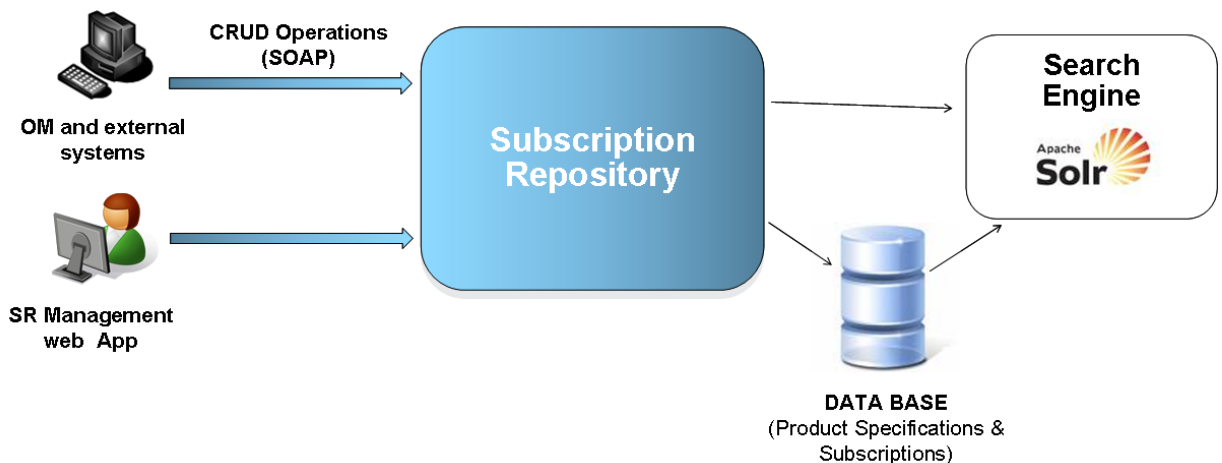 CRUD Operations
(SOAP)
OM and external
systems
SR Management
web App
Subscription
Repository
Search
Engine
Apache
Solr
DATA BASE
(Product Specifications &
Subscriptions)